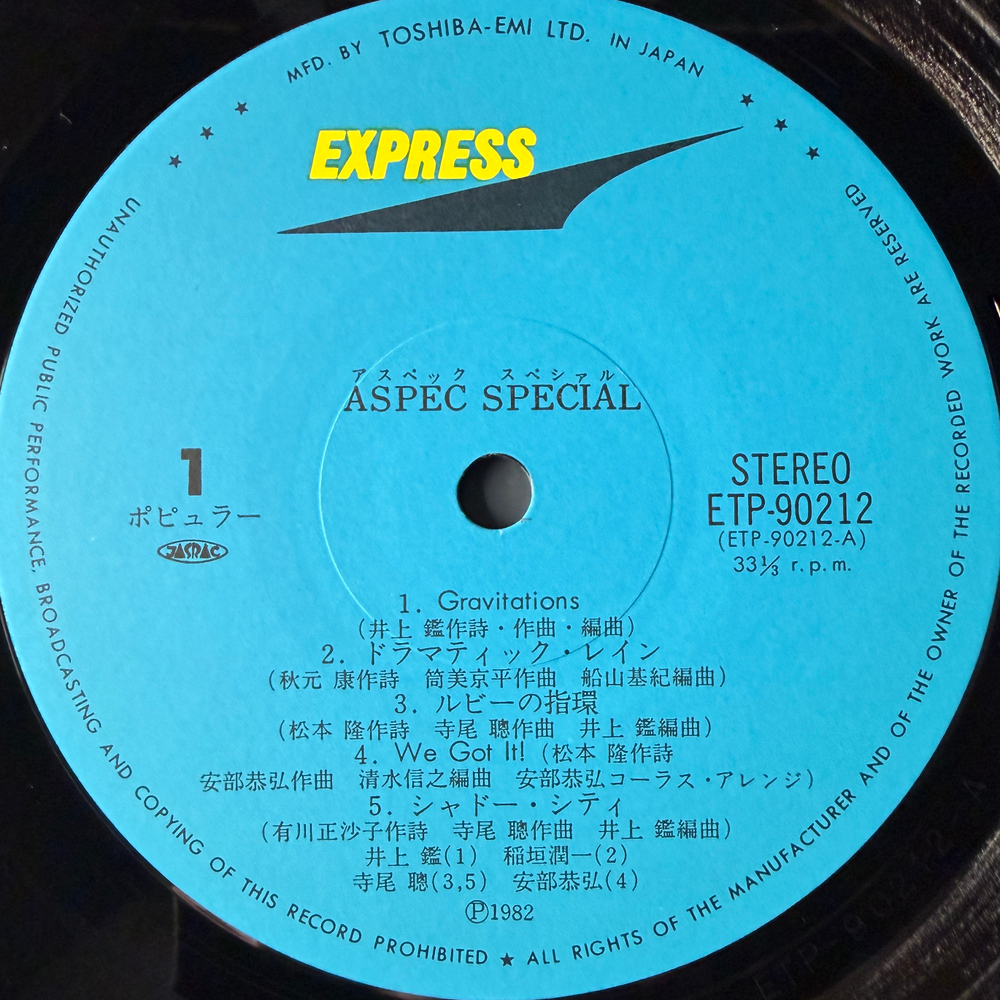 MFD. BY TOSHIBA-EMI LTD. IN JAPAN
★ ★ ★
★ ★ ★
EXPRESS
アスペック スペシャル
ASPEC SPECIAL
1
ポピュラー
JASRAC
STEREO
ETP-90212
(ETP-90212-A)
33⅓ r.p.m.
1. Gravitations
(井上 鑑作詩・作曲・編曲)
2. ドラマティック・レイン
(秋元 康作詩 筒美京平作曲 船山基紀編曲)
3. ルビーの指環
(松本 隆作詩 寺尾 聰作曲 井上 鑑編曲)
4. We Got It! (松本 隆作詩
安部恭弘作曲 清水信之編曲 安部恭弘コーラス・アレンジ)
5. シャドー・シティ
(有川正沙子作詩 寺尾 聰作曲 井上 鑑編曲)
井上 鑑(1) 稲垣潤一(2)
寺尾 聰(3,5) 安部恭弘(4)
Ⓟ1982
UNAUTHORIZED PUBLIC PERFORMANCE, BROADCASTING AND COPYING OF THIS RECORD PROHIBITED ★ ALL RIGHTS OF THE MANUFACTURER AND OF THE OWNER OF THE RECORDED WORK ARE RESERVED